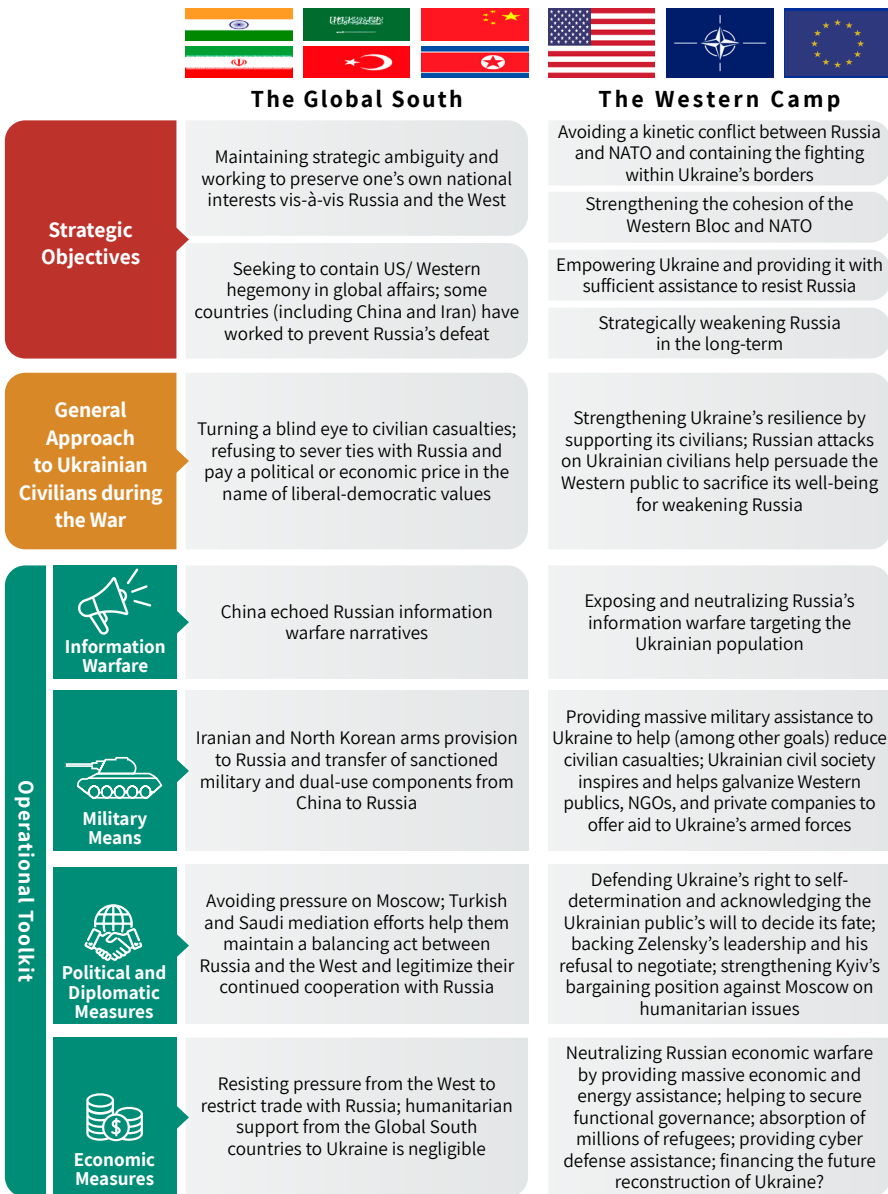 The Global South
The Western Camp
Strategic
Objectives
Maintaining strategic ambiguity and
working to preserve one's own national
interests vis-à-vis Russia and the West
Seeking to contain US/ Western
hegemony in global affairs; some
countries (including China and Iran) have
worked to prevent Russia's defeat
Avoiding a kinetic conflict between Russia
and NATO and containing the fighting
within Ukraine's borders
Strengthening the cohesion of the
Western Bloc and NATO
Empowering Ukraine and providing it with
sufficient assistance to resist Russia
Strategically weakening Russia
in the long-term
General
Approach
to Ukrainian
Civilians during
the War
Turning a blind eye to civilian casualties;
refusing to sever ties with Russia and
pay a political or economic price in the
name of liberal-democratic values
Strengthening Ukraine's resilience by
supporting its civilians; Russian attacks
on Ukrainian civilians help persuade the
Western public to sacrifice its well-being
for weakening Russia
Operational Toolkit
Information
Warfare
China echoed Russian information
warfare narratives
Exposing and neutralizing Russia's
information warfare targeting the
Ukrainian population
Military
Means
Iranian and North Korean arms provision
to Russia and transfer of sanctioned
military and dual-use components from
China to Russia
Providing massive military assistance to
Ukraine to help (among other goals) reduce
civilian casualties; Ukrainian civil society
inspires and helps galvanize Western
publics, NGOs, and private companies to
offer aid to Ukraine's armed forces
Political and
Diplomatic
Measures
Avoiding pressure on Moscow; Turkish
and Saudi mediation efforts help them
maintain a balancing act between
Russia and the West and legitimize their
continued cooperation with Russia
Defending Ukraine's right to self-
determination and acknowledging the
Ukrainian public's will to decide its fate;
backing Zelensky's leadership and his
refusal to negotiate; strengthening Kyiv's
bargaining position against Moscow on
humanitarian issues
Economic
Measures
Resisting pressure from the West to
restrict trade with Russia; humanitarian
support from the Global South
countries to Ukraine is negligible
Neutralizing Russian economic warfare
by providing massive economic and
energy assistance; helping to secure
functional governance; absorption of
millions of refugees; providing cyber
defense assistance; financing the future
reconstruction of Ukraine?